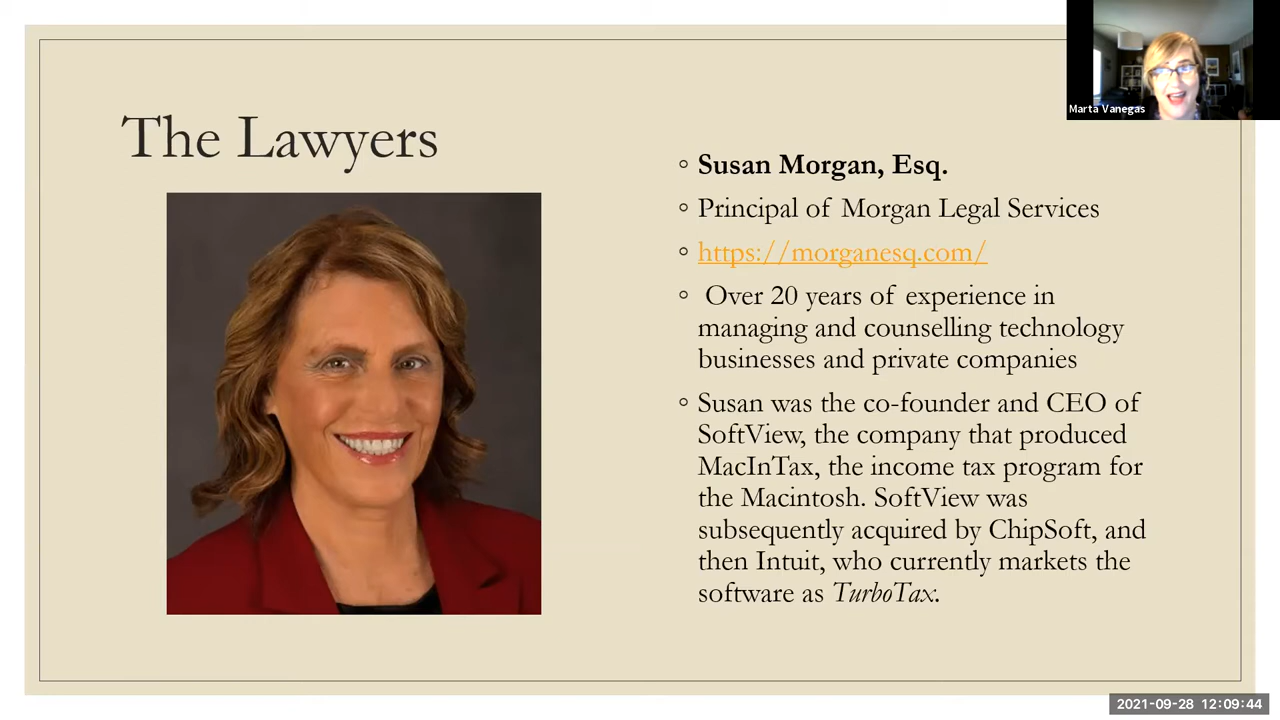 Marta Vanegas
The Lawyers
Susan Morgan, Esq.
Principal of Morgan Legal Services
https://morganesq.com/
Over 20 years of experience in
managing and counselling technology
businesses and private companies
Susan was the co-founder and CEO of
SoftView, the company that produced
MacInTax, the income tax program for
the Macintosh. SoftView was
subsequently acquired by ChipSoft, and
then Intuit, who currently markets the
software as TurboTax.
2021-09-28 12:09:44